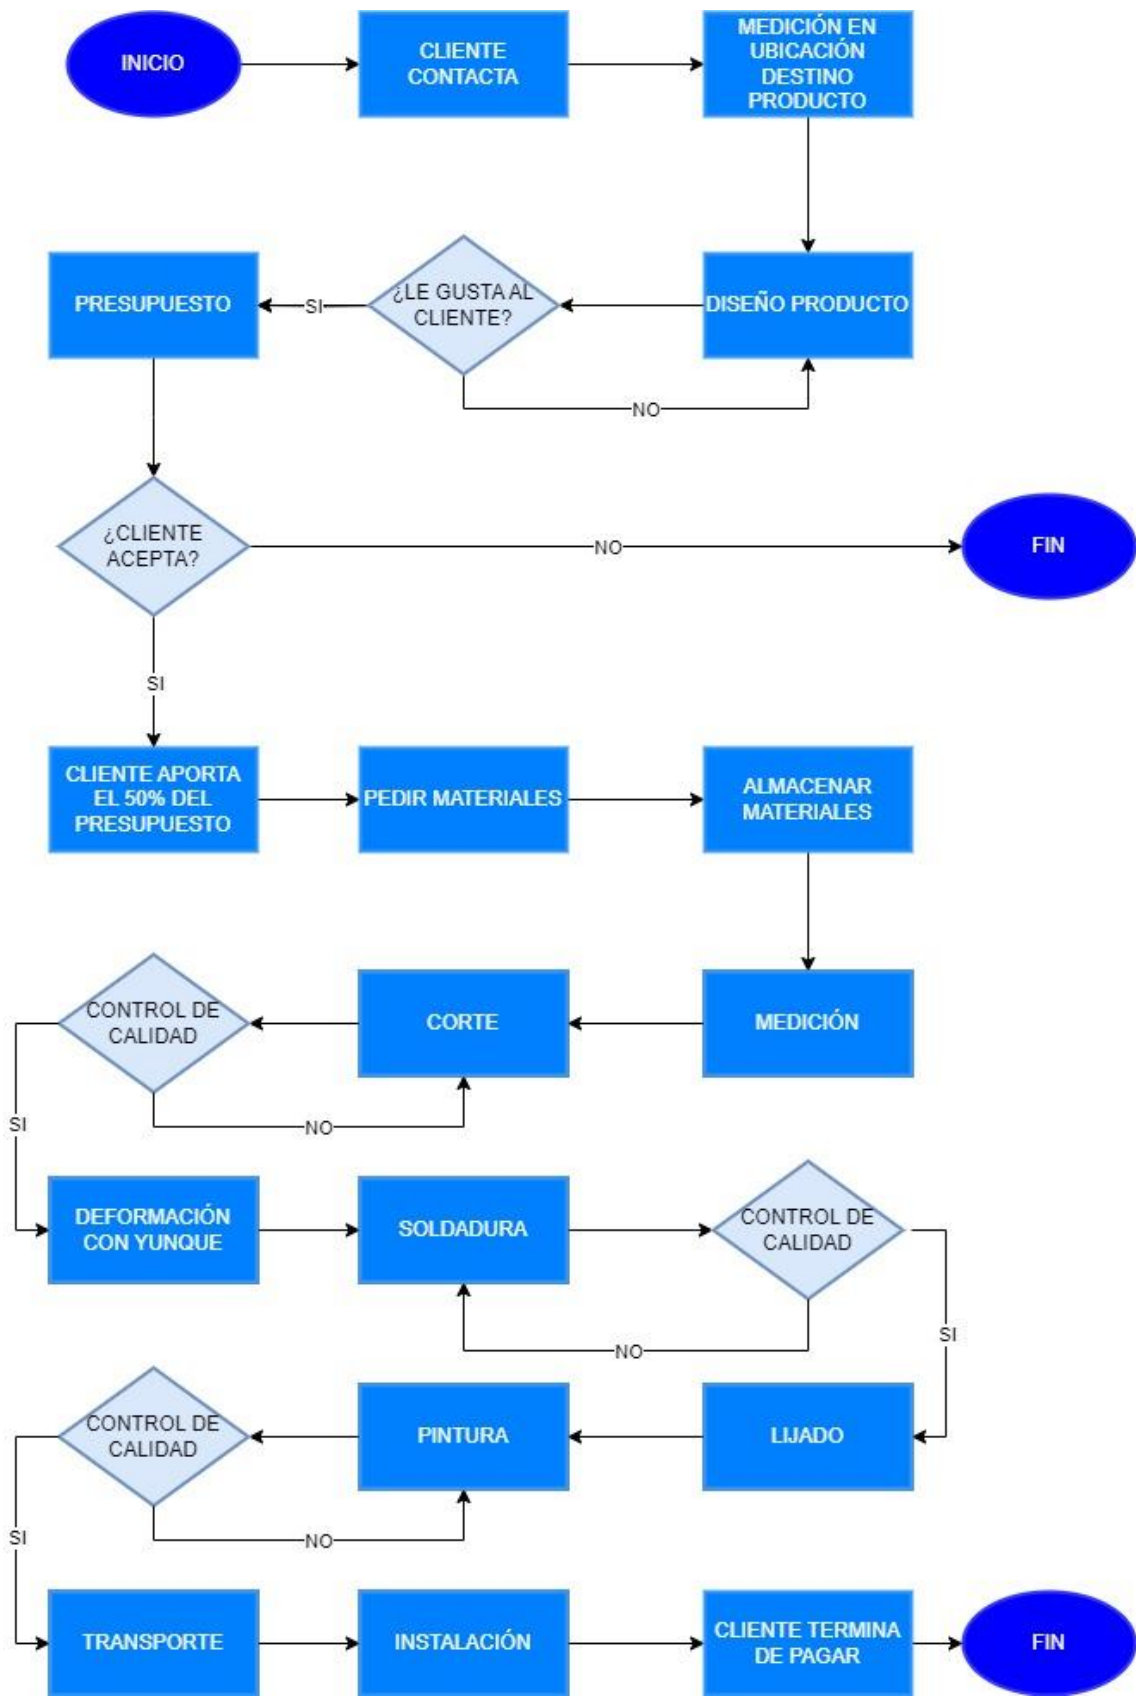 INICIO
CLIENTE
CONTACTA
MEDICIÓN EN
UBICACIÓN
DESTINO
PRODUCTO
PRESUPUESTO
SI
¿LE GUSTA AL
CLIENTE?
DISEÑO PRODUCTO
NO
¿CLIENTE
ACEPTA?
NO
FIN
SI
CLIENTE APORTA
EL 50% DEL
PRESUPUESTO
PEDIR MATERIALES
ALMACENAR
MATERIALES
CONTROL DE
CALIDAD
CORTE
MEDICIÓN
SI
NO
DEFORMACIÓN
CON YUNQUE
SOLDADURA
CONTROL DE
CALIDAD
SI
NO
CONTROL DE
CALIDAD
PINTURA
LIJADO
SI
NO
TRANSPORTE
INSTALACIÓN
CLIENTE TERMINA
DE PAGAR
FIN